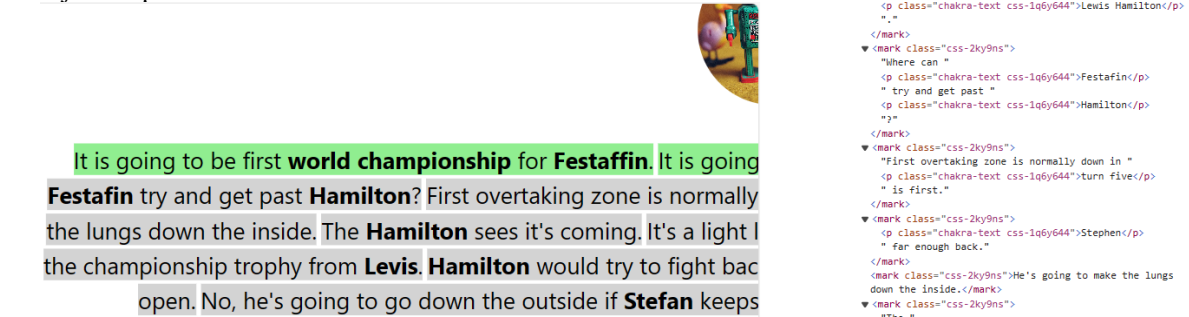 It is going to be first world championship for Festaffin. It is going
Festafin try and get past Hamilton? First overtaking zone is normally
the lungs down the inside. The Hamilton sees it's coming. It's a light l
the championship trophy from Levis. Hamilton would try to fight bac
open. No, he's going to go down the outside if Stefan keeps
<p class="chakra-text css-1q6y644">Lewis Hamilton</p>
"."
</mark>
▼<mark class="css-2ky9ns">
"Where can "
<p class="chakra-text css-1q6y644">Festafin</p>
" try and get past "
<p class="chakra-text css-1q6y644">Hamilton</p>
"?"
</mark>
▼<mark class="css-2ky9ns">
"First overtaking zone is normally down in "
<p class="chakra-text css-1q6y644">turn five</p>
" is first."
</mark>
▼<mark class="css-2ky9ns">
<p class="chakra-text css-1q6y644">Stephen</p>
" far enough back."
</mark>
<mark class="css-2ky9ns">He's going to make the lungs
down the inside.</mark>
▼<mark class="css-2ky9ns">
"The "